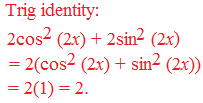 Trig identity:
2cos² (2x) + 2sin² (2x)
= 2(cos² (2x) + sin² (2x))
= 2(1) = 2.